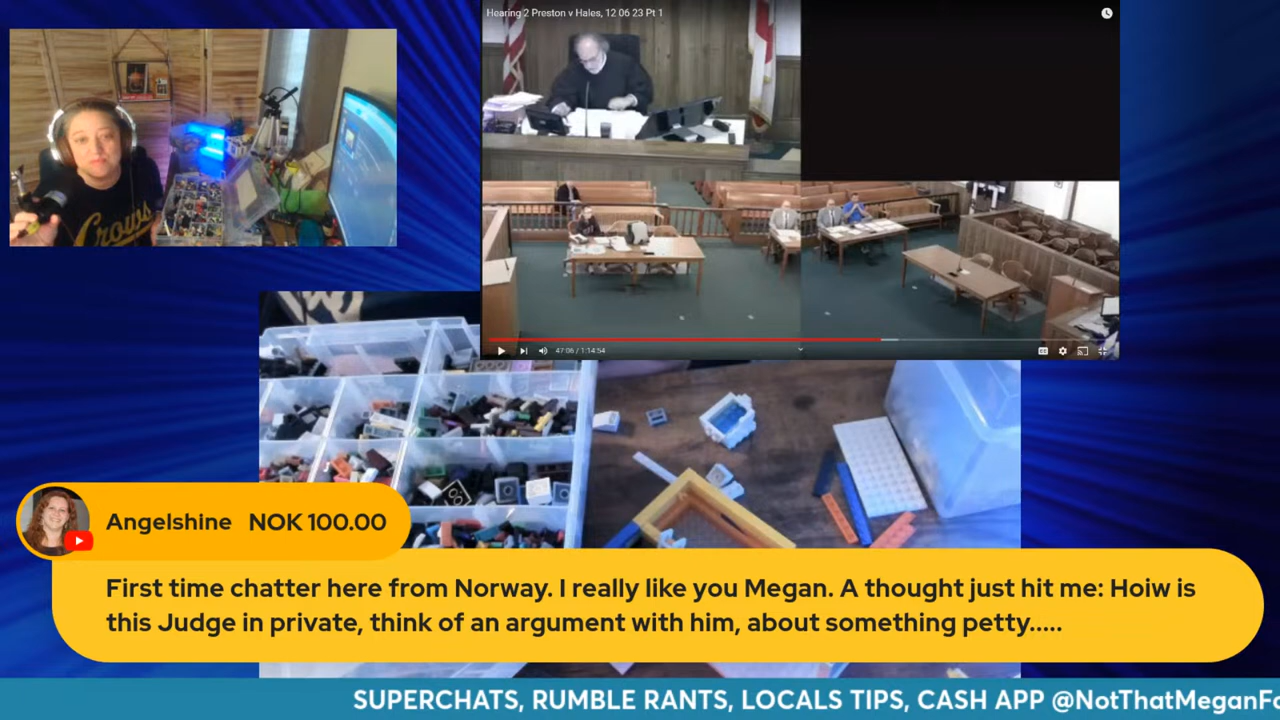 Hearing 2 Preston v Hales, 12 06 23 Pt 1
Crows
47:06 / 1:14:54
Angelshine NOK 100.00
First time chatter here from Norway. I really like you Megan. A thought just hit me: Hoiw is
this Judge in private, think of an argument with him, about something petty.....
SUPERCHATS, RUMBLE RANTS, LOCALS TIPS, CASH APP @NotThatMeganFo